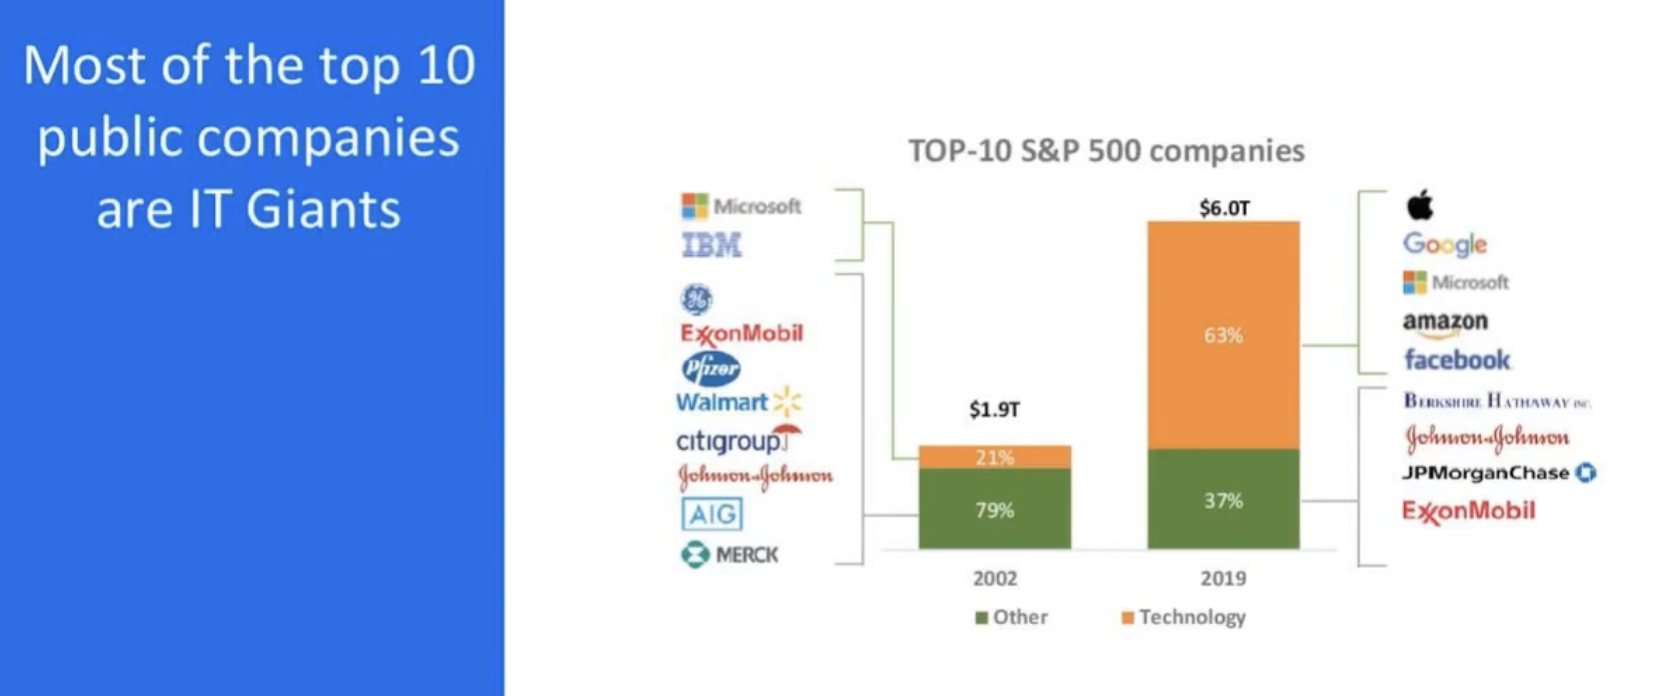 Most of the top 10
public companies
are IT Giants
TOP-10 S&P 500 companies
Microsoft
IBM
GE
ExxonMobil
Pfizer
Walmart
citigroup
Johnson&Johnson
AIG
MERCK
$1.9T
21%
79%
2002
$6.0T
63%
37%
2019
Other
Technology
Google
Microsoft
amazon
facebook
BERKSHIRE HATHAWAY INC.
Johnson&Johnson
JPMorganChase
ExxonMobil